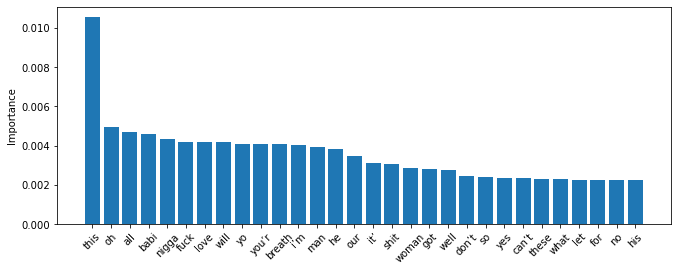 0.010
0.008
0.006
0.004
0.002
0.000
Importance
this
oh
all
babi
nigga
fuck
love
will
yo
you'r
breath
i'm
man
he
our
it'
shit
woman
got
well
don't
so
yes
can't
these
what
let
for
no
his